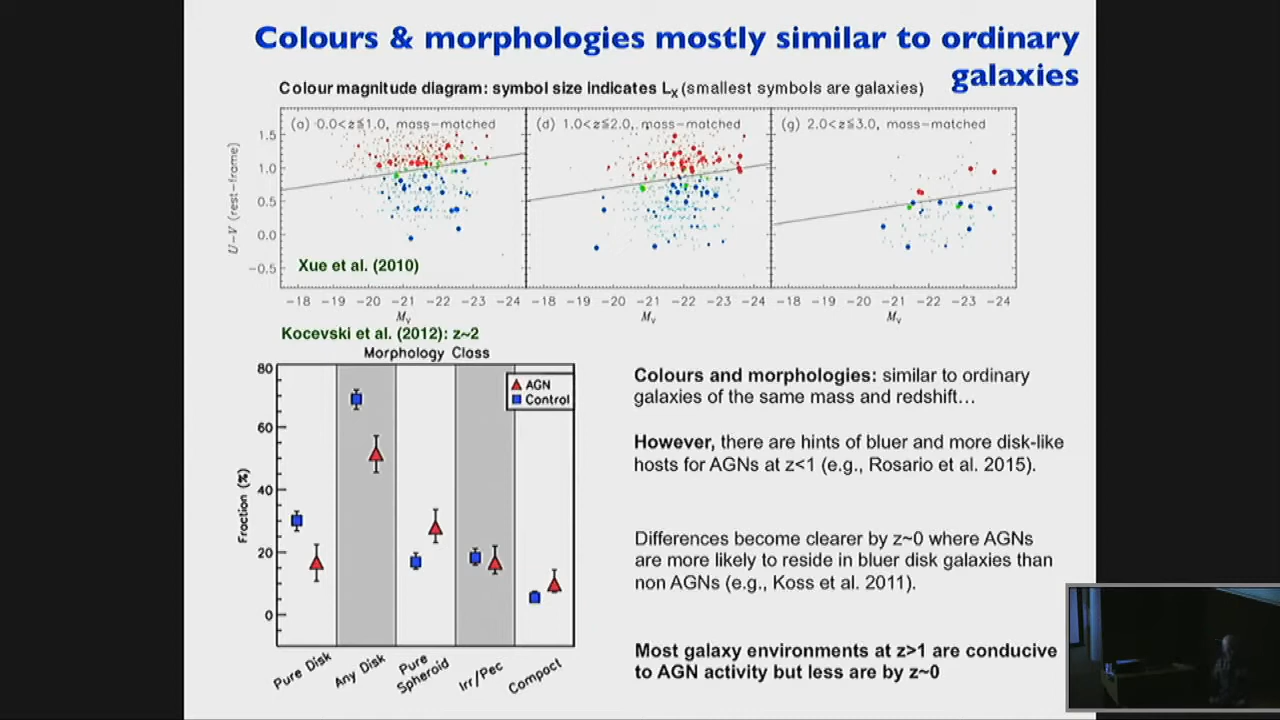 Colours & morphologies mostly similar to ordinary
galaxies
Colour magnitude diagram: symbol size indicates LX (smallest symbols are galaxies)
(a) 0.0<z≦1.0, mass-matched
(d) 1.0<z≦2.0, mass-matched
(g) 2.0<z≦3.0, mass-matched
U-V (rest-frame)
1.5
1.0
0.5
0.0
-0.5
Xue et al. (2010)
-18 -19 -20 -21 -22 -23 -24
-18 -19 -20 -21 -22 -23 -24
-18 -19 -20 -21 -22 -23 -24
MV
MV
MV
Kocevski et al. (2012): z~2
Morphology Class
AGN
Control
Fraction (%)
80
60
40
20
0
Pure Disk
Any Disk
Pure
Spheroid
Irr/Pec
Compact
Colours and morphologies: similar to ordinary
galaxies of the same mass and redshift…
However, there are hints of bluer and more disk-like
hosts for AGNs at z<1 (e.g., Rosario et al. 2015).
Differences become clearer by z~0 where AGNs
are more likely to reside in bluer disk galaxies than
non AGNs (e.g., Koss et al. 2011).
Most galaxy environments at z>1 are conducive
to AGN activity but less are by z~0